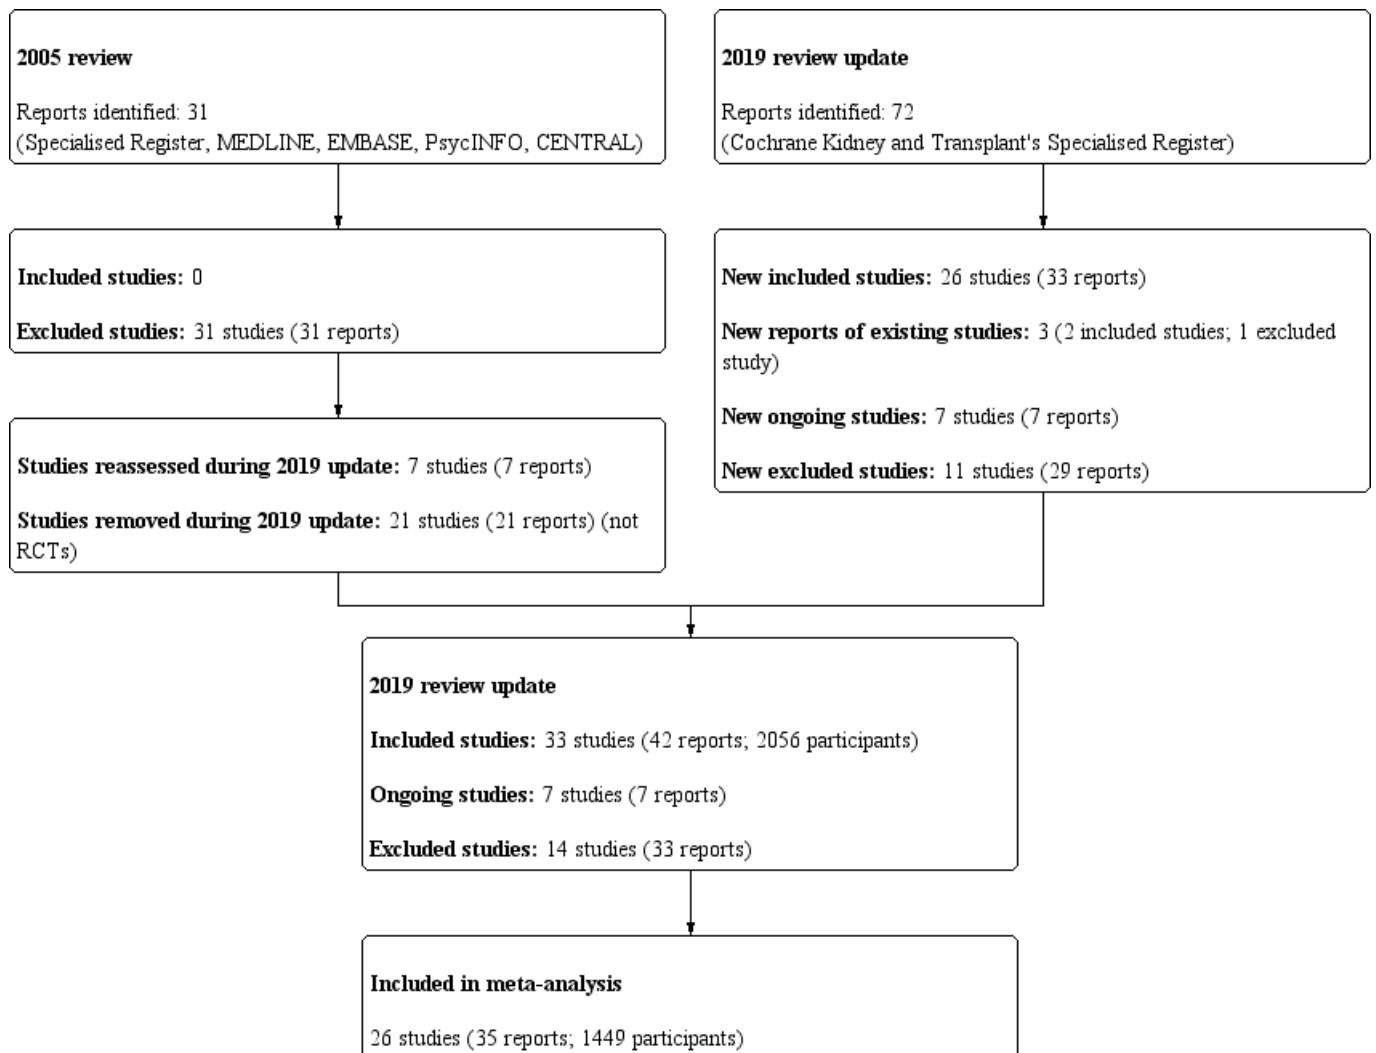 2005 review
Reports identified: 31
(Specialised Register, MEDLINE, EMBASE, PsycINFO, CENTRAL)
2019 review update
Reports identified: 72
(Cochrane Kidney and Transplant's Specialised Register)
Included studies: 0
Excluded studies: 31 studies (31 reports)
New included studies: 26 studies (33 reports)
New reports of existing studies: 3 (2 included studies; 1 excluded
study)
New ongoing studies: 7 studies (7 reports)
New excluded studies: 11 studies (29 reports)
Studies reassessed during 2019 update: 7 studies (7 reports)
Studies removed during 2019 update: 21 studies (21 reports) (not
RCTs)
2019 review update
Included studies: 33 studies (42 reports; 2056 participants)
Ongoing studies: 7 studies (7 reports)
Excluded studies: 14 studies (33 reports)
Included in meta-analysis
26 studies (35 reports; 1449 participants)